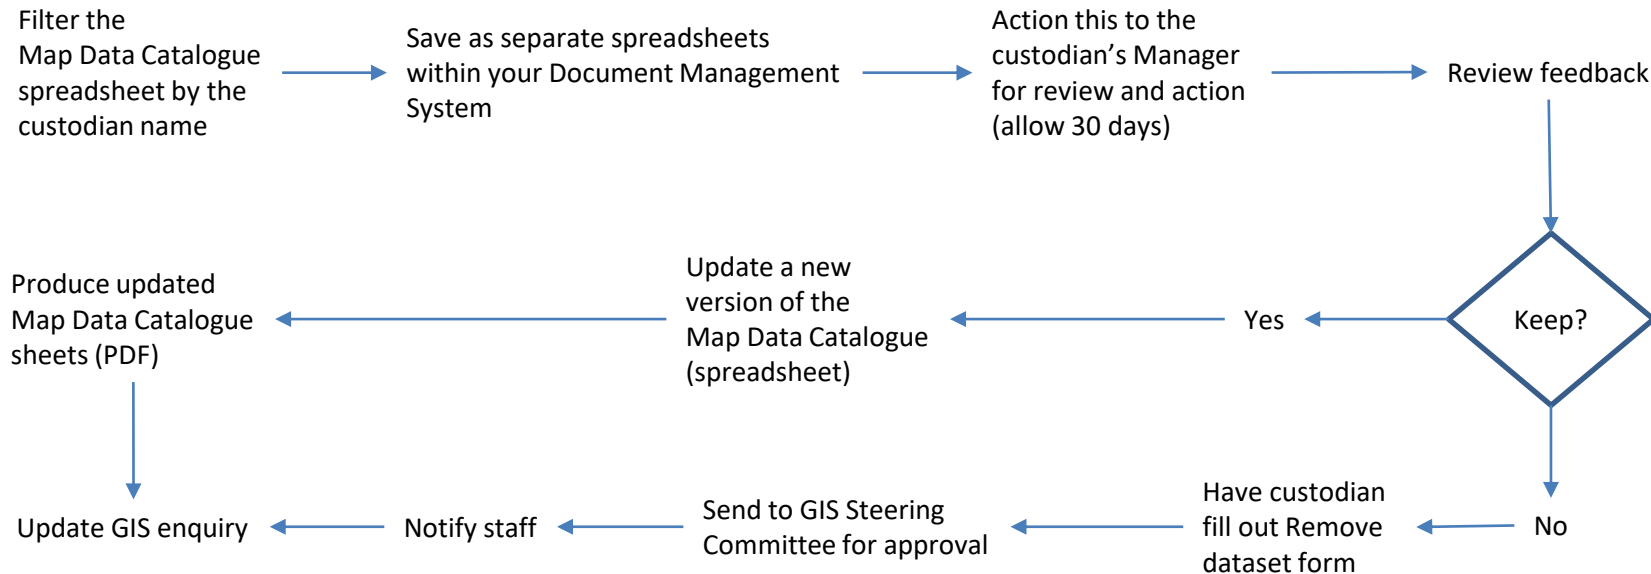 Filter the
Map Data Catalogue
spreadsheet by the
custodian name
Save as separate spreadsheets
within your Document Management
System
Action this to the
custodian’s Manager
for review and action
(allow 30 days)
Review feedback
Keep?
Yes
Update a new
version of the
Map Data Catalogue
(spreadsheet)
Produce updated
Map Data Catalogue
sheets (PDF)
No
Have custodian
fill out Remove
dataset form
Send to GIS Steering
Committee for approval
Notify staff
Update GIS enquiry